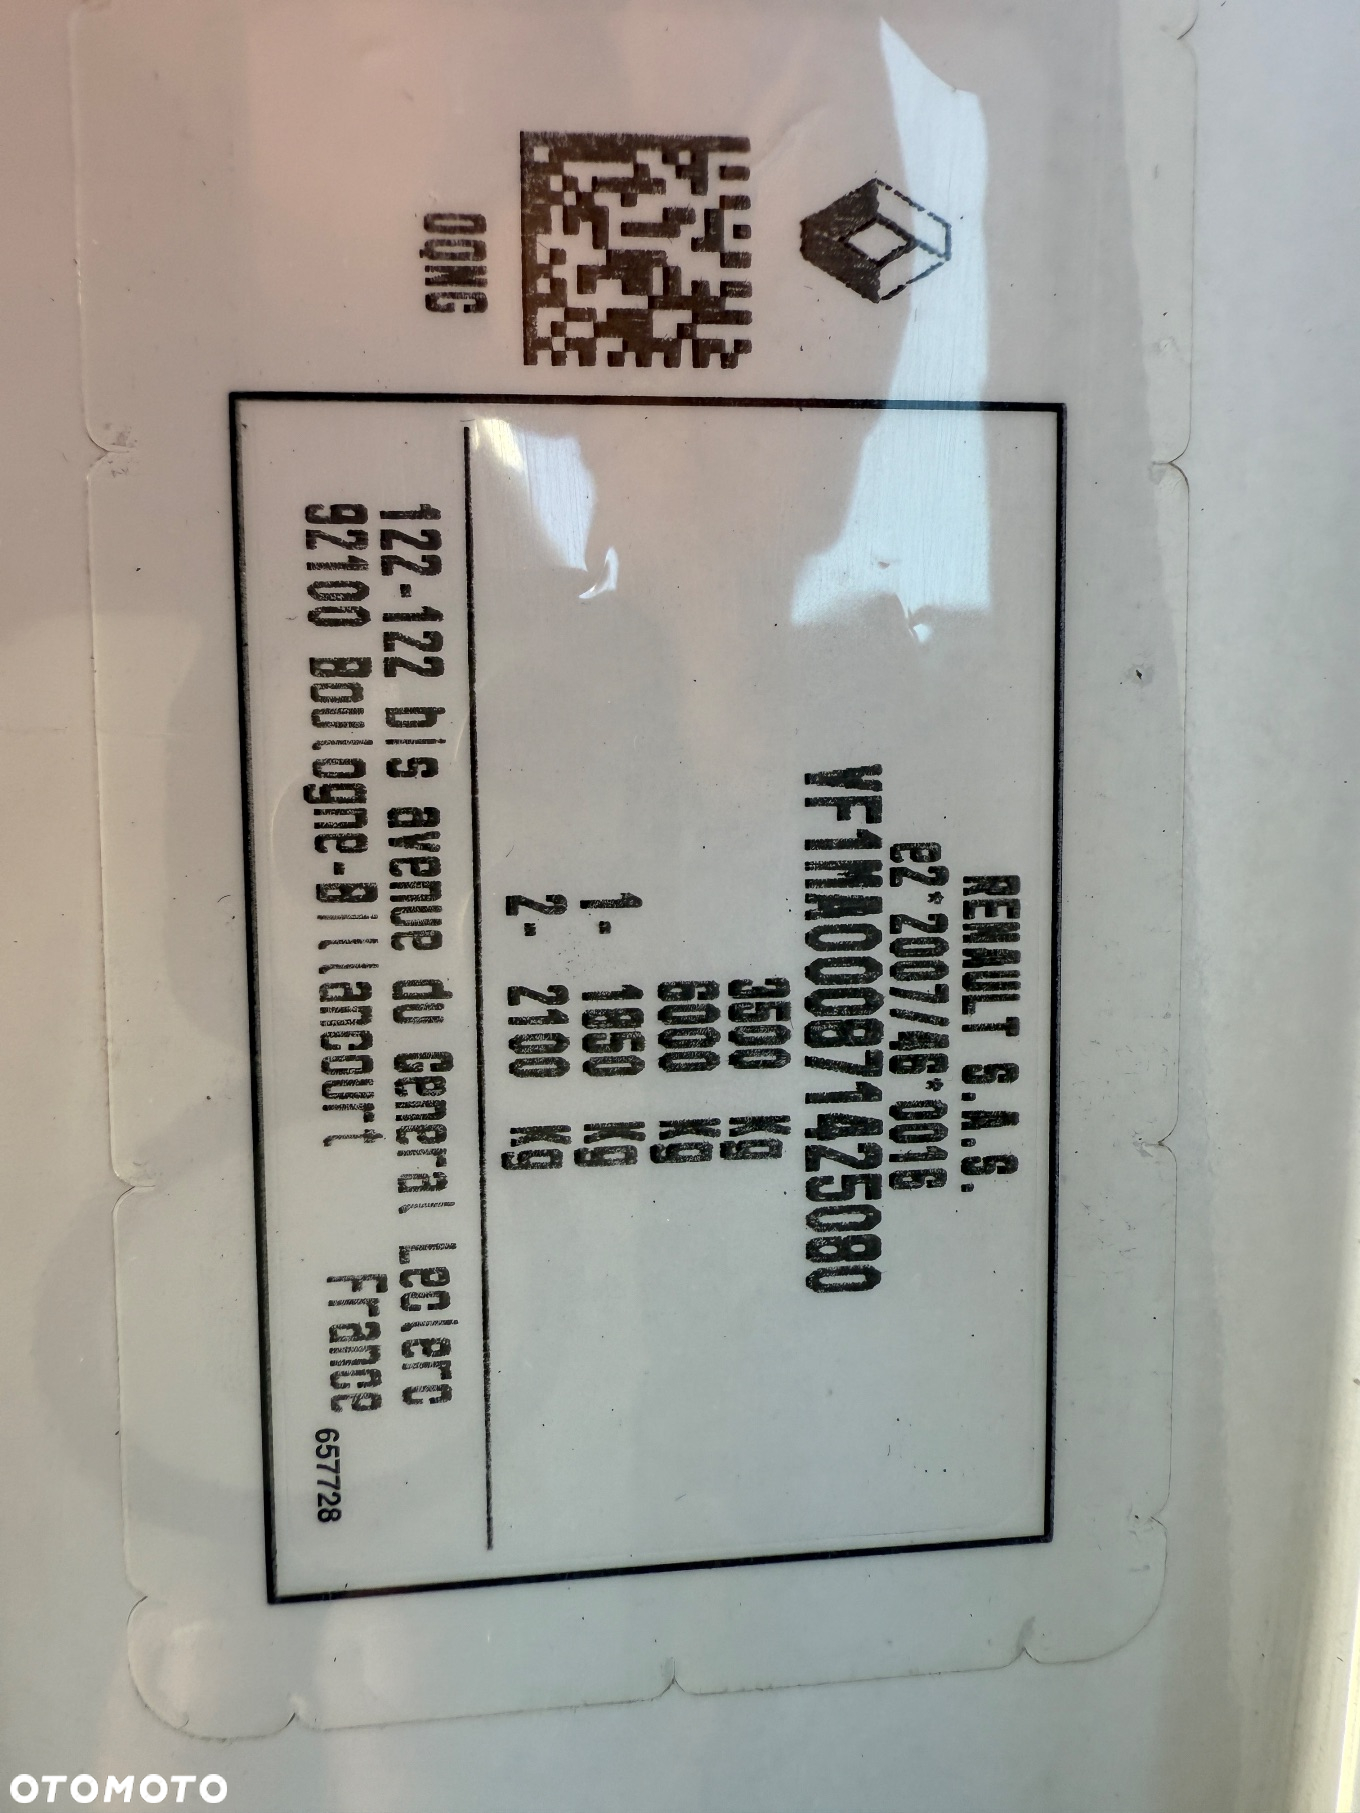 RENAULT S.A.S.
e2*2007/46*0016
VF1MA000871425080
3500 kg
6000 kg
1. 1850 kg
2. 2100 kg
122-122 bis avenue du General Leclerc
92100 Boulogne-Billancourt France
657728
0QNG
OTOMOTO